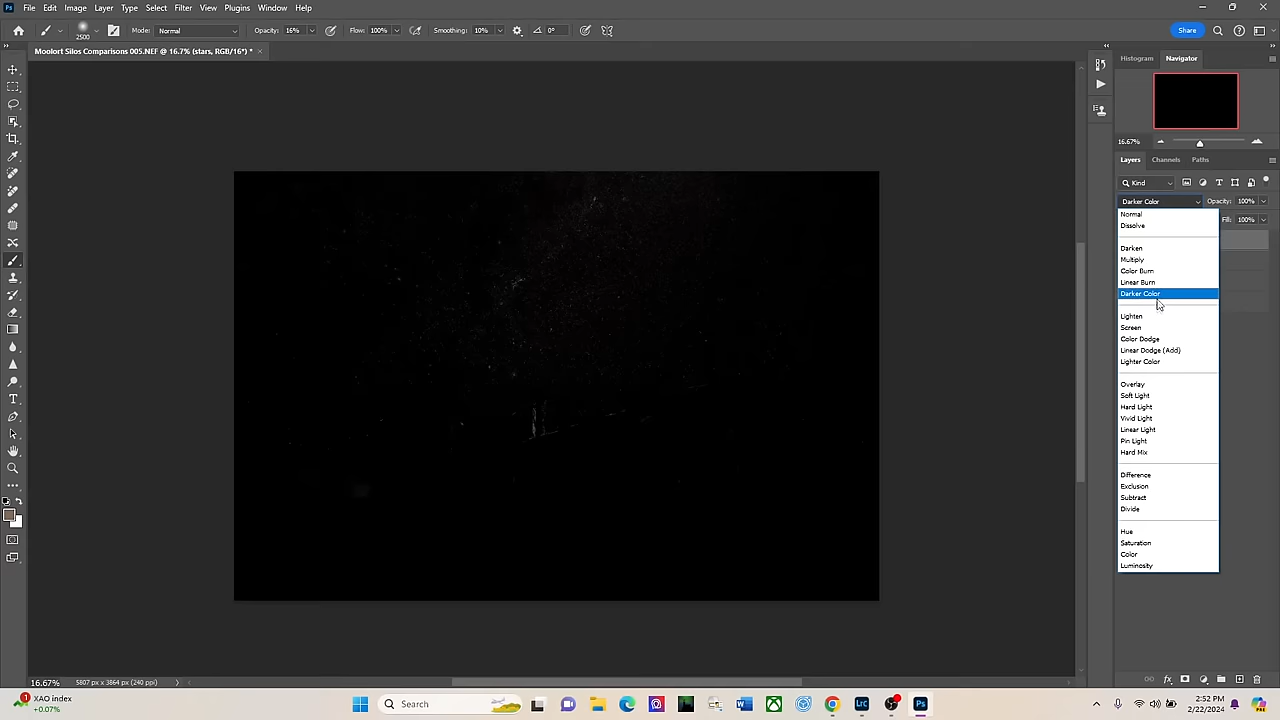 Ps File Edit Image Layer Type Select Filter View Plugins Window Help
2500 Mode: Normal Opacity: 16% Flow: 100% Smoothing: 10% 0° Share
Moolort Silos Comparisons 005.NEF @ 16.7% (stars, RGB/16*) * ×
Histogram Navigator
16.67%
Layers Channels Paths
Kind
Darker Color Opacity: 100%
Fill: 100%
Normal
Dissolve
Darken
Multiply
Color Burn
Linear Burn
Darker Color
Lighten
Screen
Color Dodge
Linear Dodge (Add)
Lighter Color
Overlay
Soft Light
Hard Light
Vivid Light
Linear Light
Pin Light
Hard Mix
Difference
Exclusion
Subtract
Divide
Hue
Saturation
Color
Luminosity
16.67% 5807 px x 3864 px (240 ppi)
1 XAO index
+0.07%
Search
Lrc
Ps
2:52 PM
2/22/2024